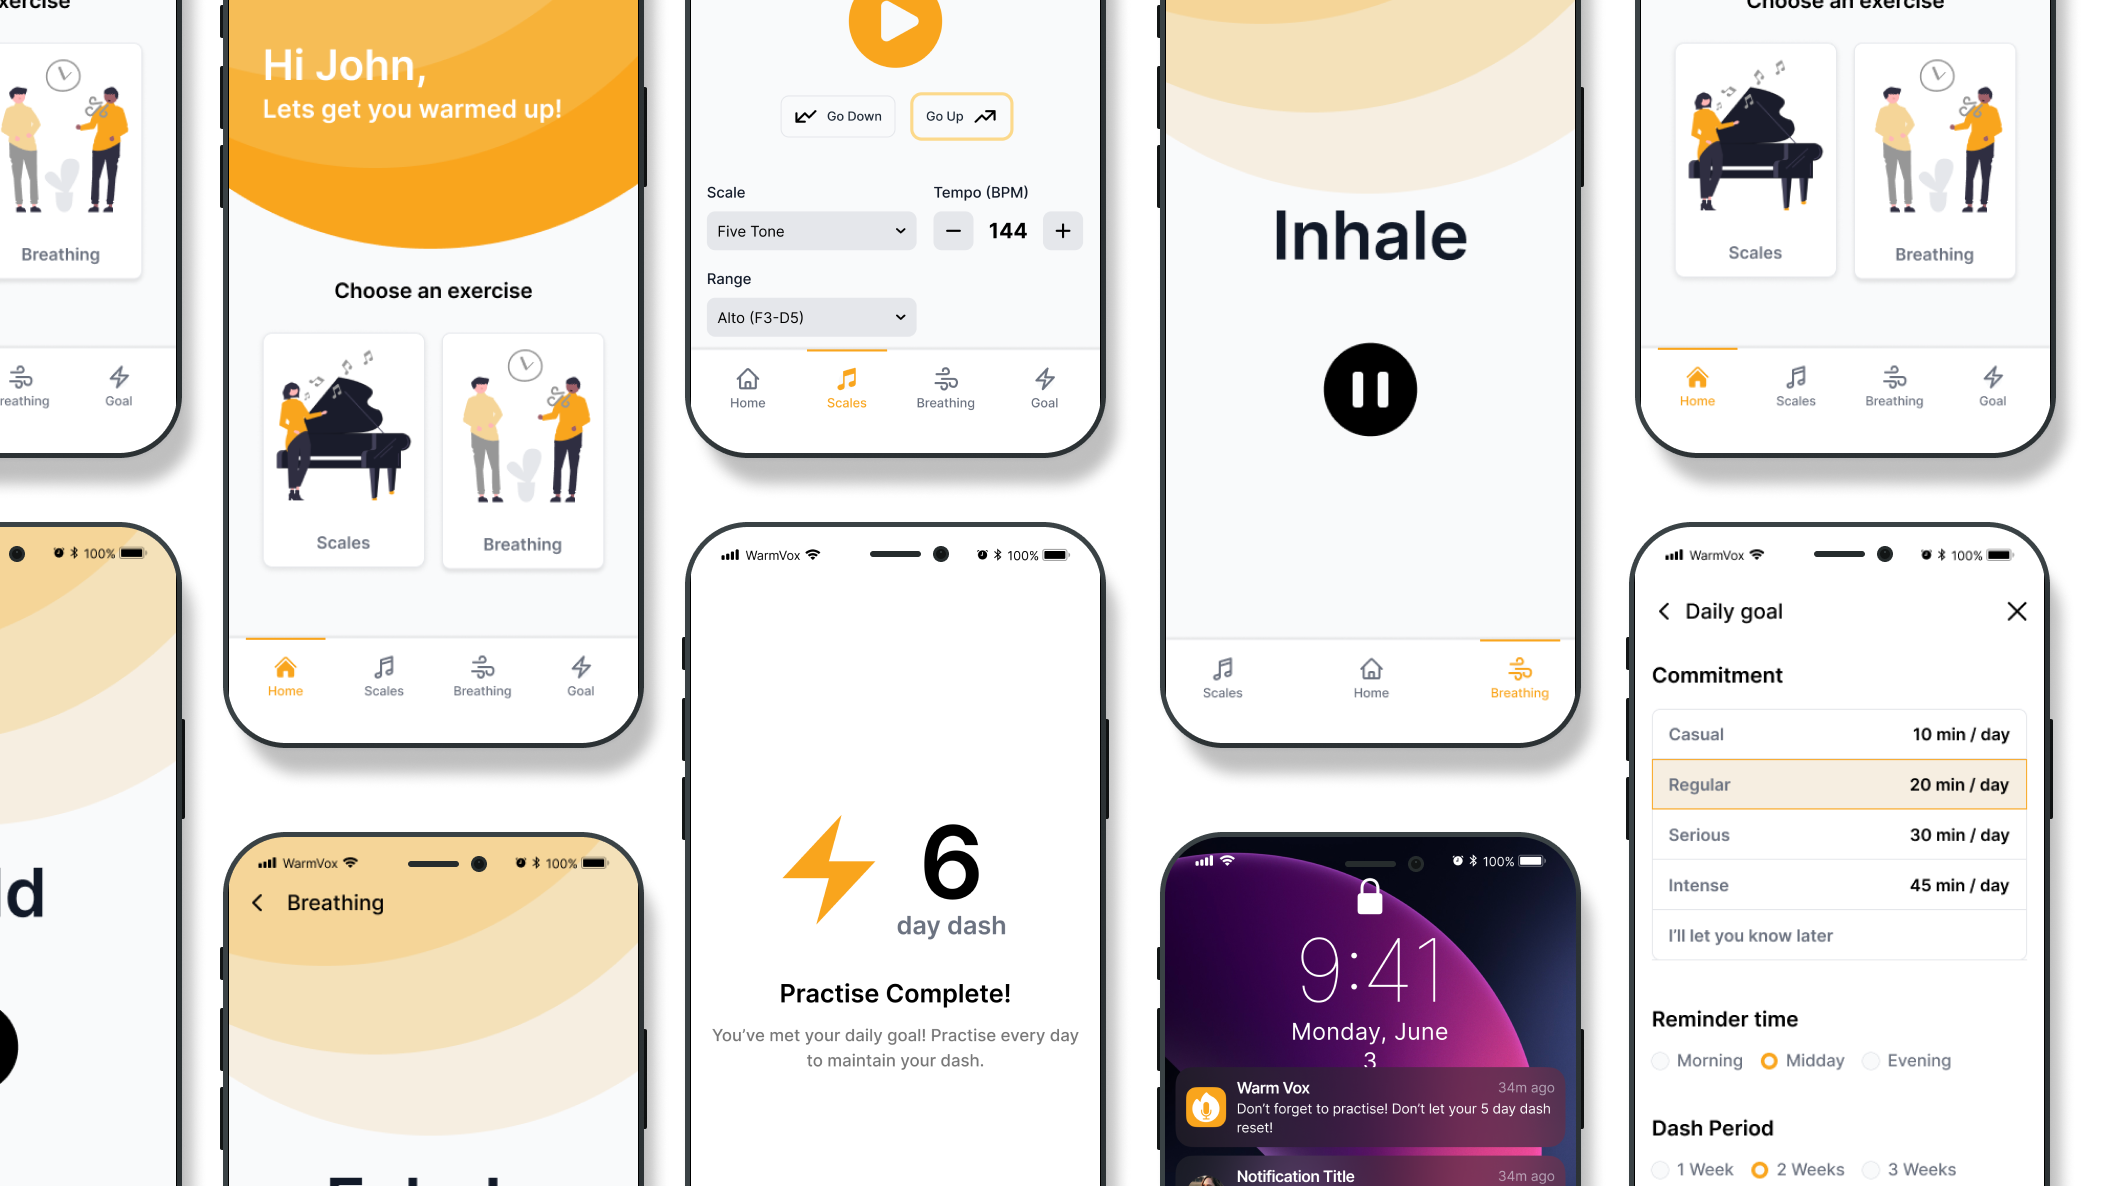 xercise
Breathing
reathing
Goal
100%
ld
Hi John,
Lets get you warmed up!
Choose an exercise
Scales
Breathing
Home
Scales
Breathing
Goal
WarmVox
100%
Breathing
Go Down
Go Up
Scale
Tempo (BPM)
Five Tone
144
Range
Alto (F3-D5)
Home
Scales
Breathing
Goal
WarmVox
100%
6
day dash
Practise Complete!
You've met your daily goal! Practise every day
to maintain your dash.
Inhale
Scales
Home
Breathing
100%
9:41
Monday, June
3
Warm Vox
34m ago
Don't forget to practise! Don't let your 5 day dash
reset!
Notification Title
34m ago
Choose an exercise
Scales
Breathing
Home
Scales
Breathing
Goal
WarmVox
100%
Daily goal
Commitment
Casual 10 min / day
Regular 20 min / day
Serious 30 min / day
Intense 45 min / day
I'll let you know later
Reminder time
Morning Midday Evening
Dash Period
1 Week 2 Weeks 3 Weeks